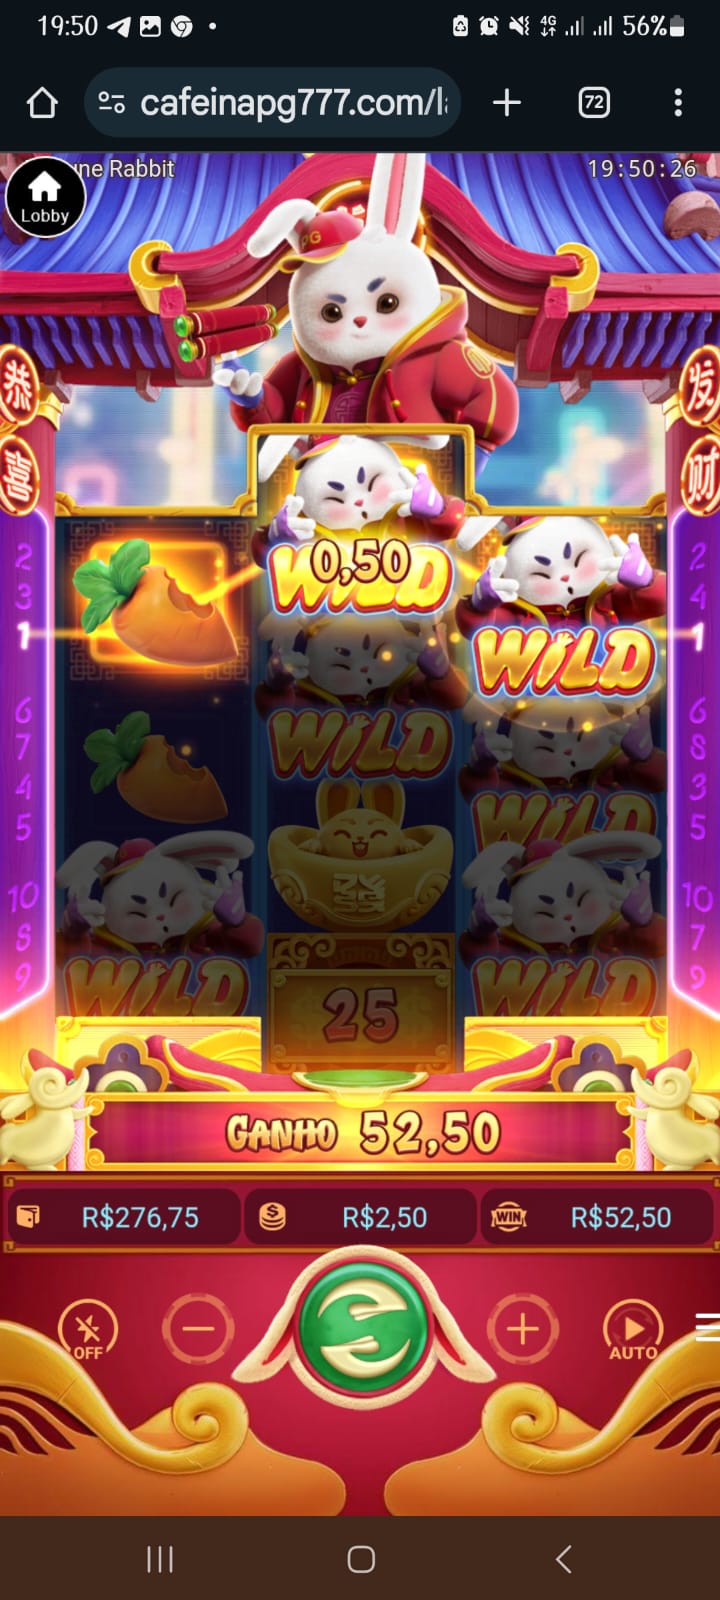 19:50 4G 56%
cafeinapg777.com/l
72
une Rabbit 19:50:26
Lobby
PG
恭 发
喜 财
WILD
0,50
WILD
2 2
3 4
1 1
WILD
6 6
7 8
4 3
5 5
WILD
10 10
8 7
9 9
WILD WILD
25
GANHO 52,50
R$276,75 R$2,50 WIN R$52,50
OFF AUTO